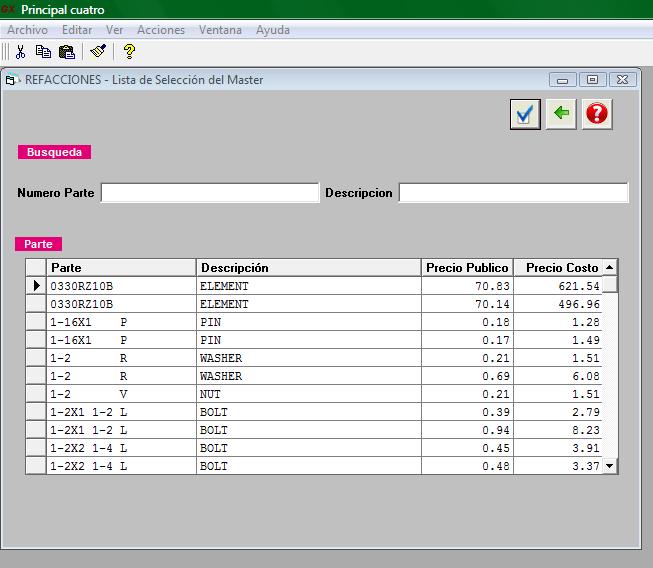 GX Principal cuatro
Archivo Editar Ver Acciones Ventana Ayuda
REFACCIONES - Lista de Selección del Master
Busqueda
Numero Parte Descripcion
Parte
Parte Descripción Precio Publico Precio Costo
0330RZ10B ELEMENT 70.83 621.54
0330RZ10B ELEMENT 70.14 496.96
1-16X1 P PIN 0.18 1.28
1-16X1 P PIN 0.17 1.49
1-2 R WASHER 0.21 1.51
1-2 R WASHER 0.69 6.08
1-2 V NUT 0.21 1.51
1-2X1 1-2 L BOLT 0.39 2.79
1-2X1 1-2 L BOLT 0.94 8.23
1-2X2 1-4 L BOLT 0.45 3.91
1-2X2 1-4 L BOLT 0.48 3.37